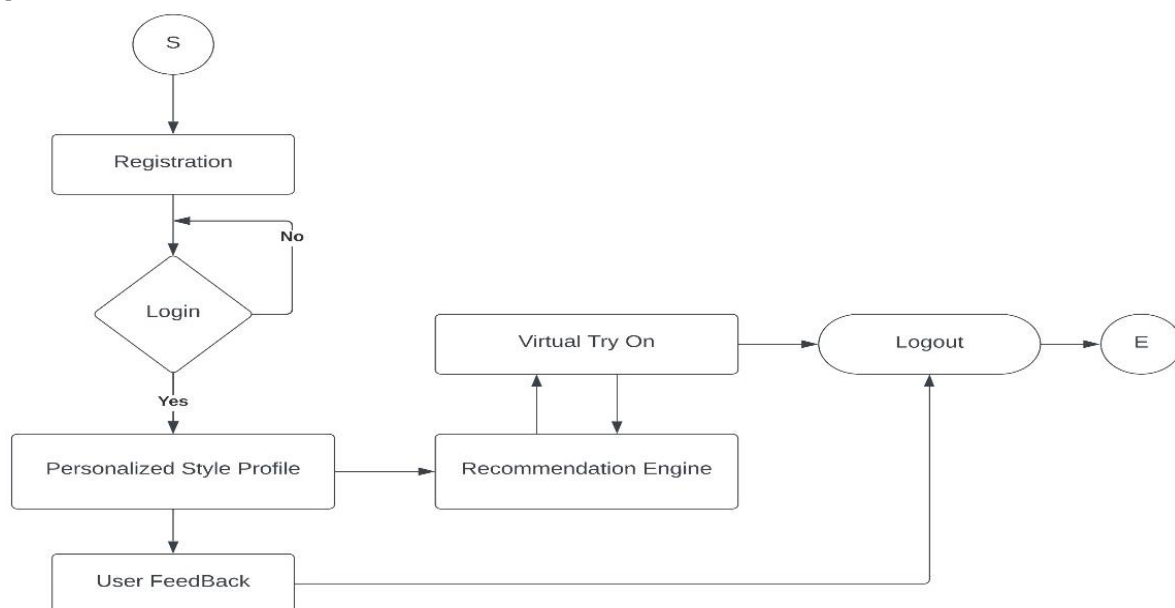 S
Registration
No
Login
Yes
Virtual Try On
Logout
E
Personalized Style Profile
Recommendation Engine
User FeedBack